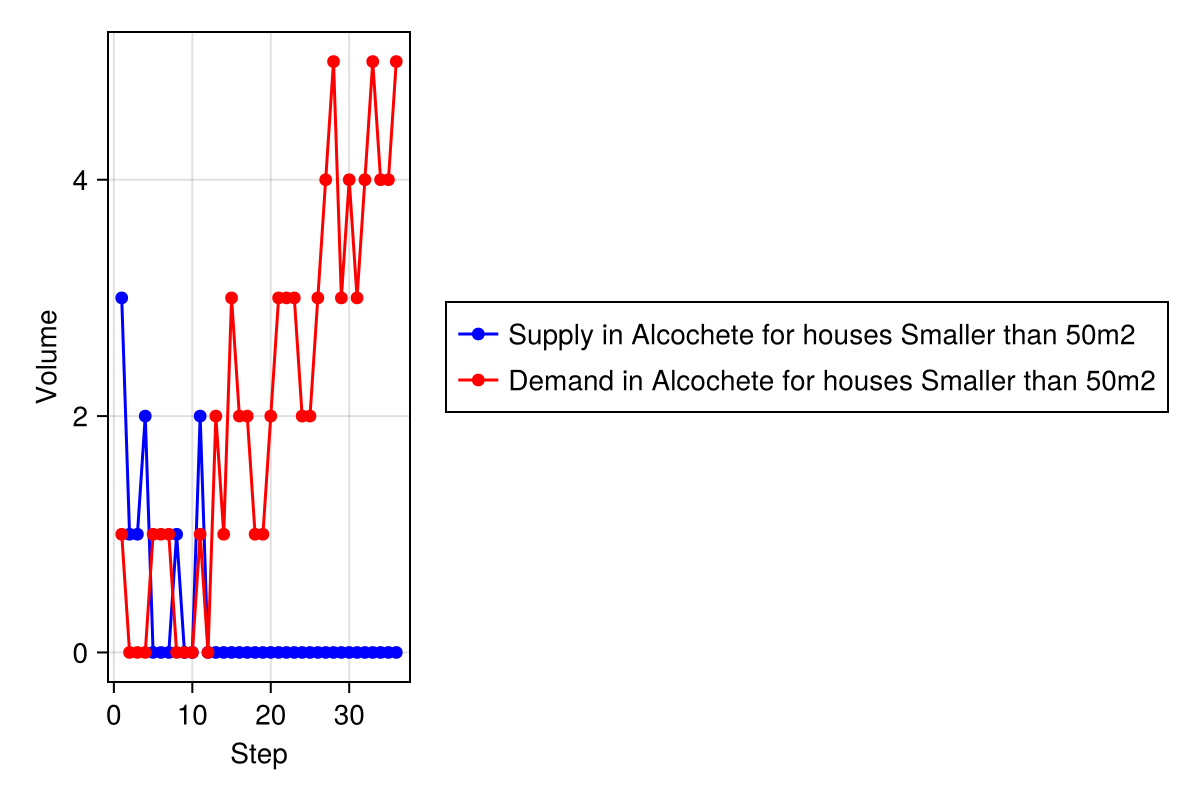 Volume
4
2
0
0 10 20 30
Step
Supply in Alcochete for houses Smaller than 50m2
Demand in Alcochete for houses Smaller than 50m2